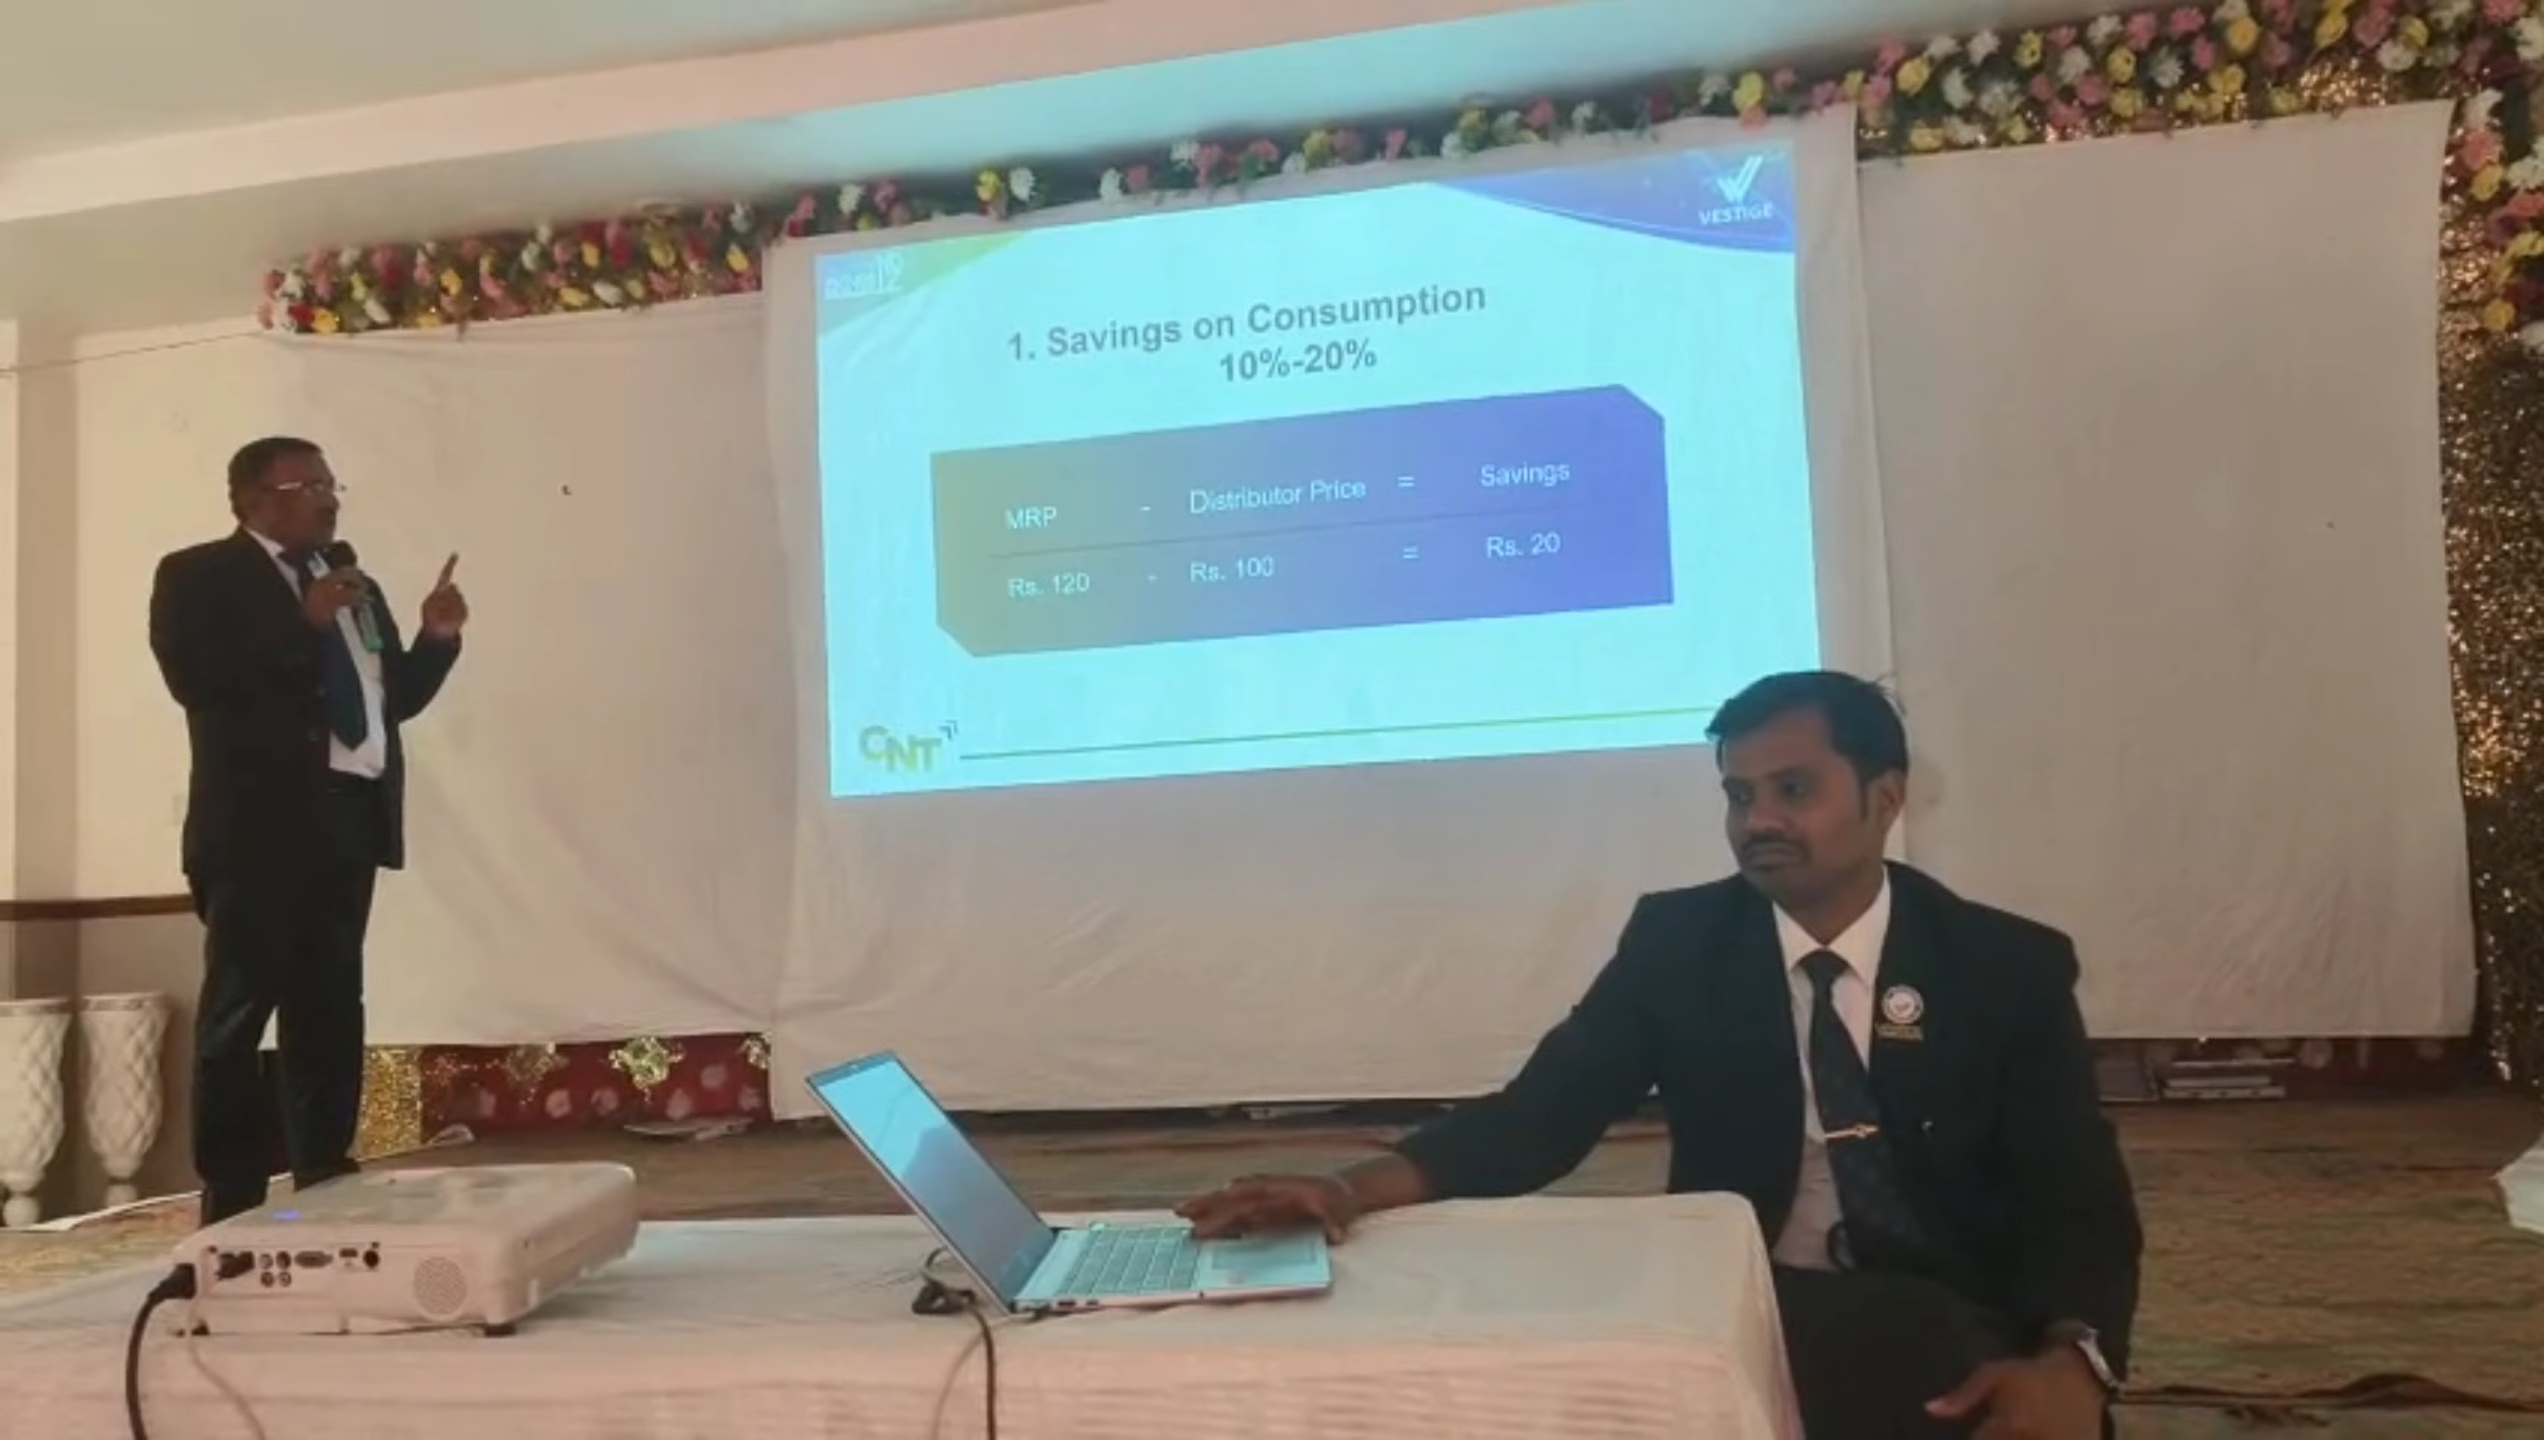 VESTIGE
1. Savings on Consumption
10%-20%
MRP - Distributor Price = Savings
Rs. 120 - Rs. 100 = Rs. 20
CNT